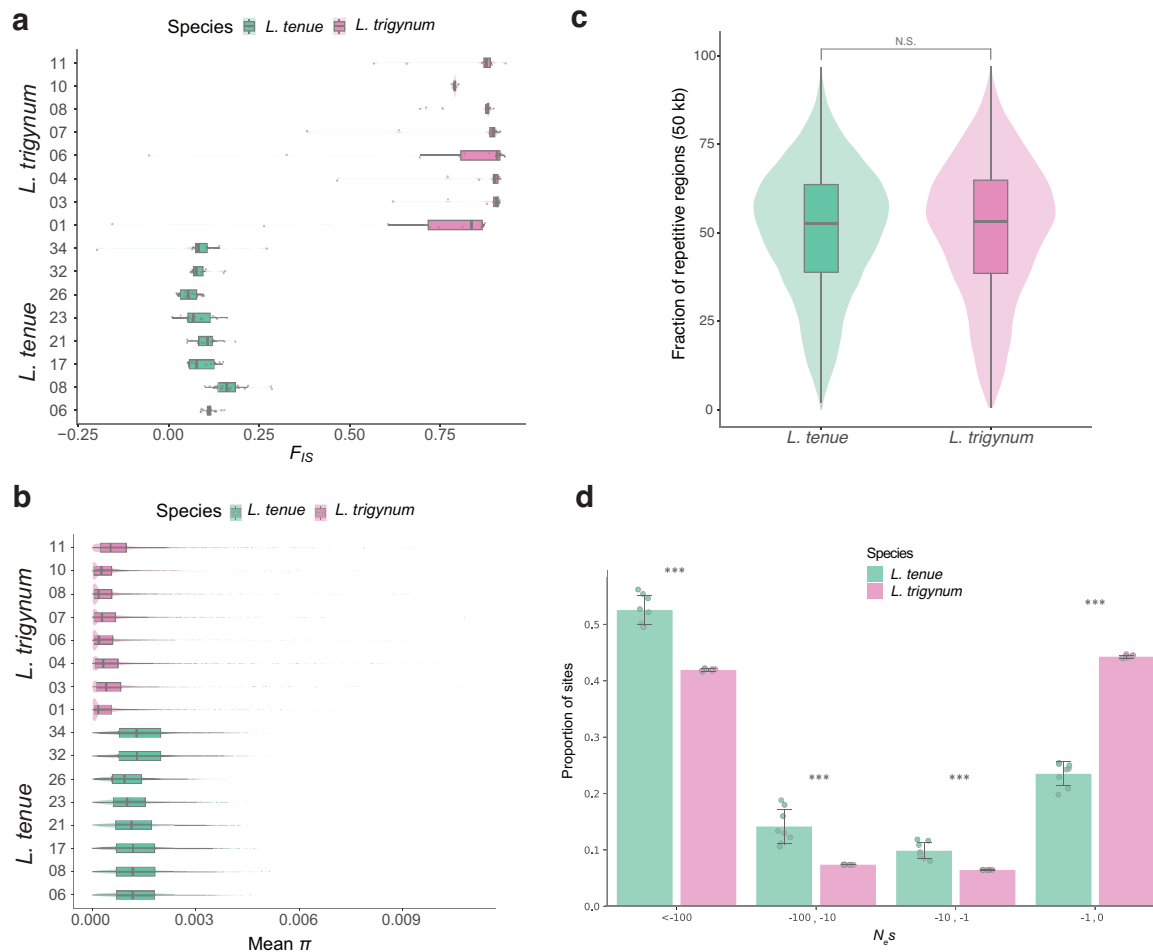 a
Species L. tenue L. trigynum
L. trigynum
11
10
08
07
06
04
03
01
L. tenue
34
32
26
23
21
17
08
06
−0.25 0.00 0.25 0.50 0.75
FIS
b
Species L. tenue L. trigynum
L. trigynum
11
10
08
07
06
04
03
01
L. tenue
34
32
26
23
21
17
08
06
0.000 0.003 0.006 0.009
Mean π
c
N.S.
Fraction of repetitive regions (50 kb)
100
75
50
25
0
L. tenue L. trigynum
d
Species
L. tenue
L. trigynum
*** *** *** ***
Proportion of sites
0.5
0.4
0.3
0.2
0.1
0.0
<-100 -100, -10 -10, -1 -1, 0
Nes